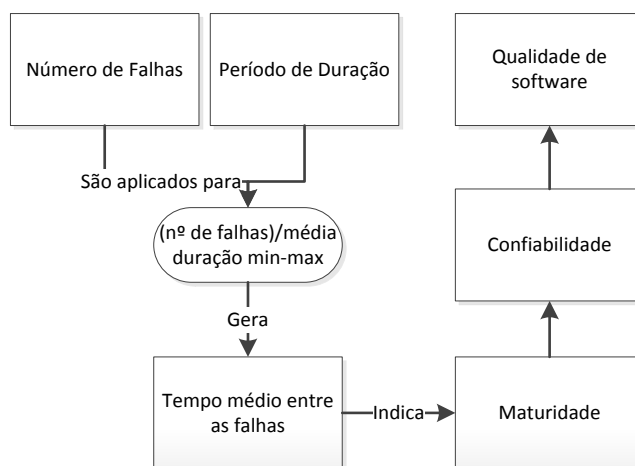 Número de Falhas
Período de Duração
Qualidade de
software
São aplicados para
(nº de falhas)/média
duração min-max
Confiabilidade
Gera
Tempo médio entre
as falhas
Indica
Maturidade